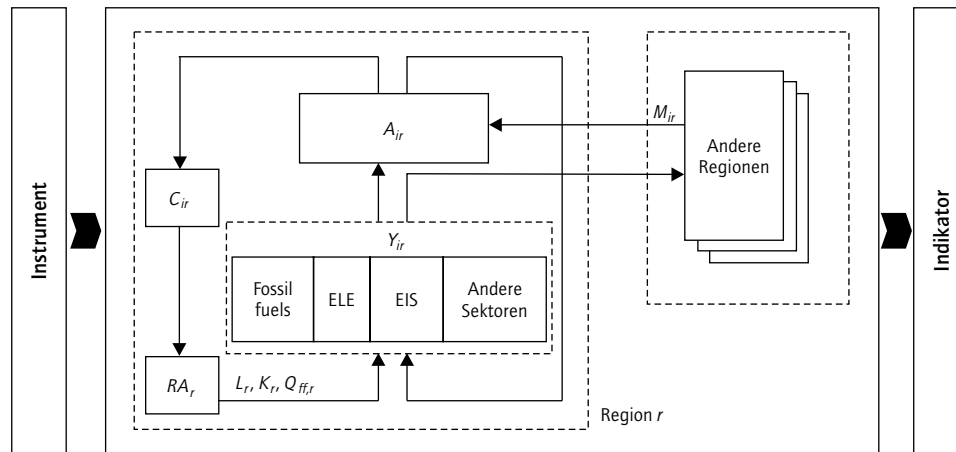 Instrument
A_ir
M_ir
Andere
Regionen
C_ir
Y_ir
Fossil
fuels
ELE
EIS
Andere
Sektoren
RA_r
L_r, K_r, Q_ff,r
Region r
Indikator